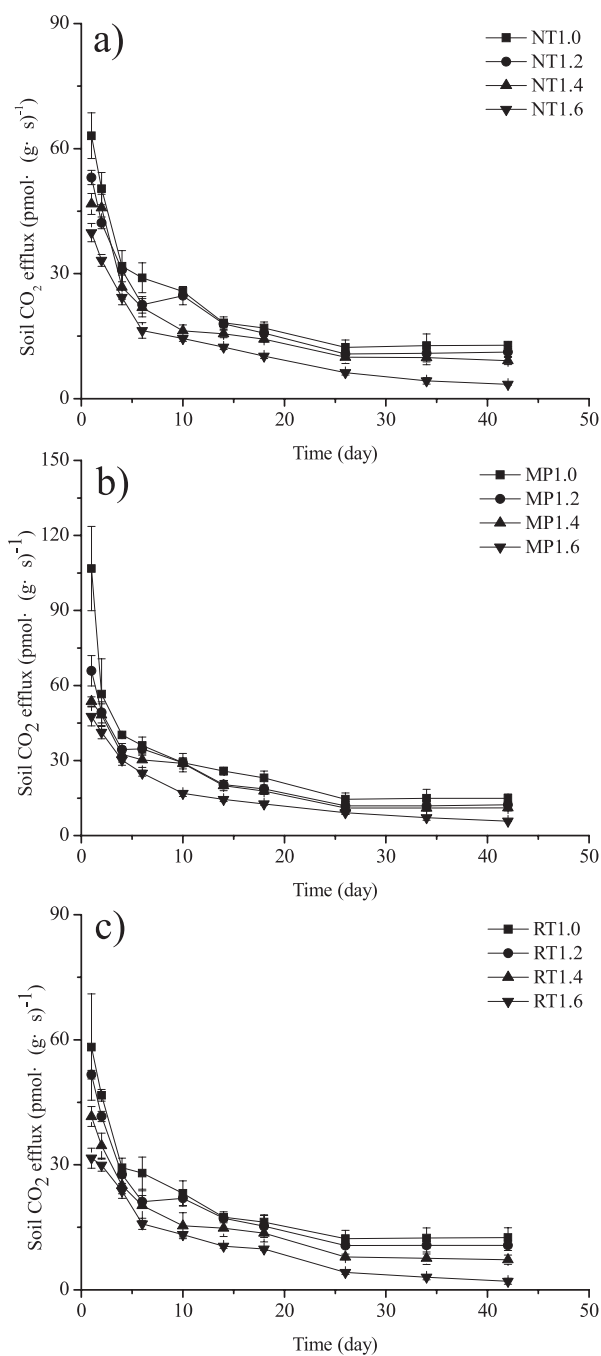 a)
NT1.0
NT1.2
NT1.4
NT1.6
Soil CO2 efflux (pmol· (g· s)-1
90
60
30
0
0 10 20 30 40 50
Time (day)
b)
MP1.0
MP1.2
MP1.4
MP1.6
Soil CO2 efflux (pmol· (g· s)-1
150
120
90
60
30
0
0 10 20 30 40 50
Time (day)
c)
RT1.0
RT1.2
RT1.4
RT1.6
Soil CO2 efflux (pmol· (g· s)-1
90
60
30
0
0 10 20 30 40 50
Time (day)